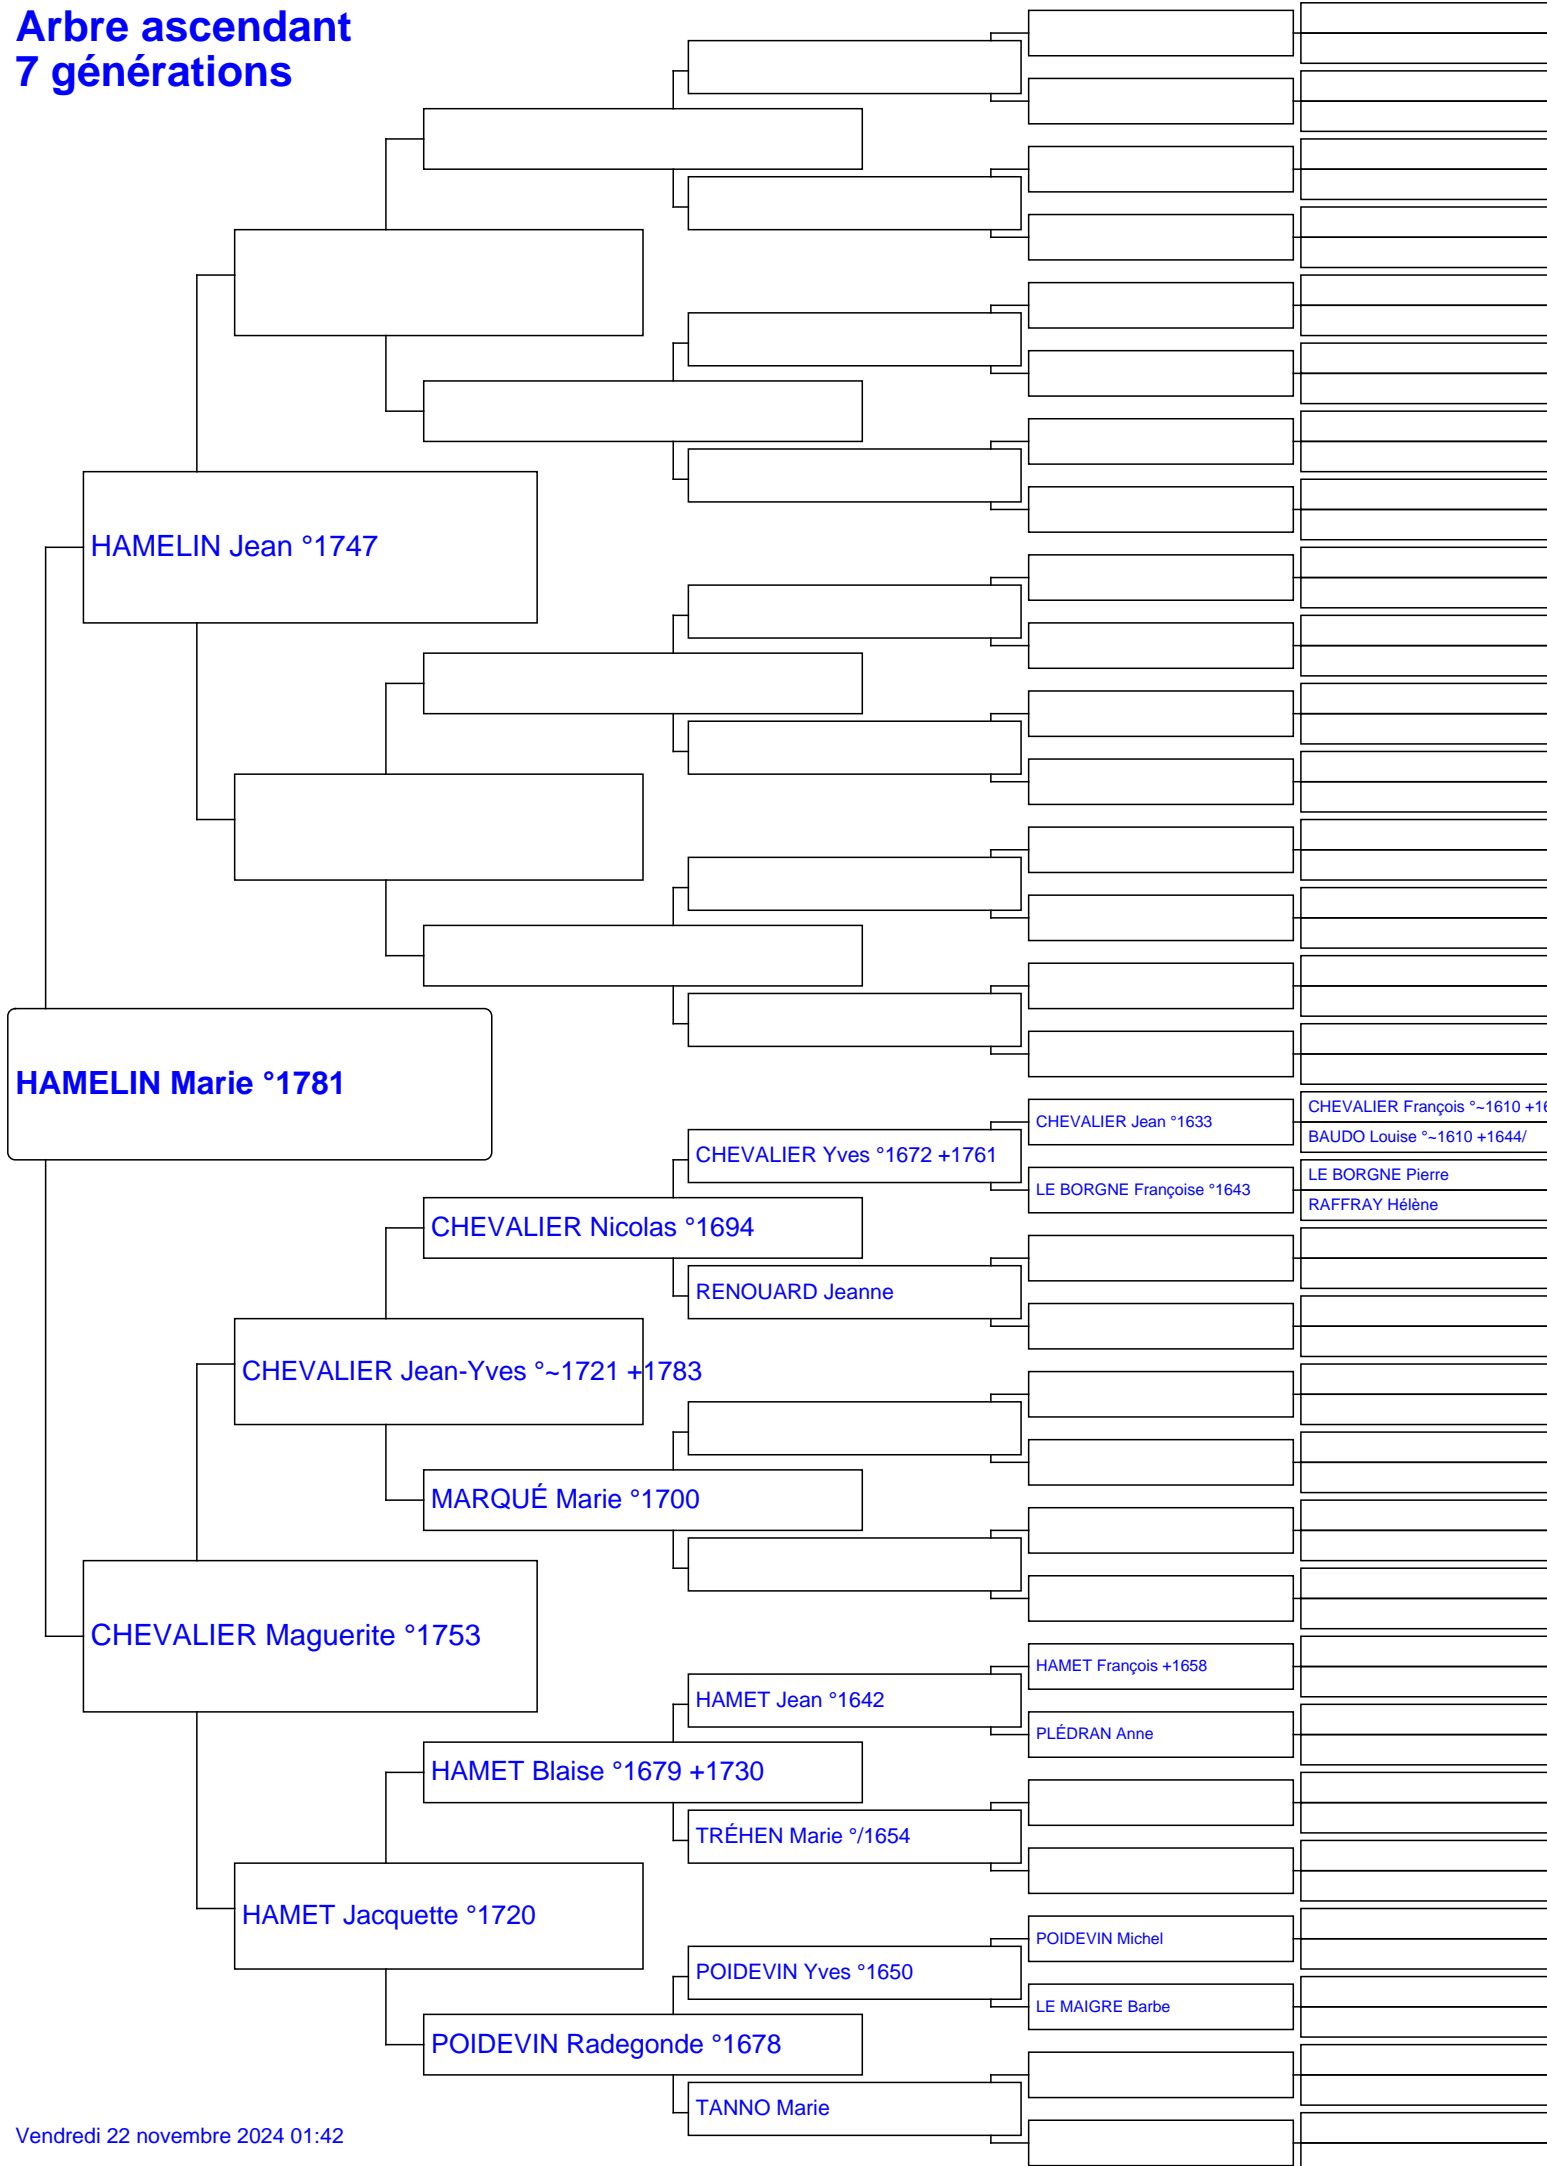 Arbre ascendant
7 générations
HAMELIN Jean °1747
HAMELIN Marie °1781
CHEVALIER François °~1610 +16
CHEVALIER Jean °1633
BAUDO Louise °~1610 +1644/
CHEVALIER Yves °1672 +1761
LE BORGNE Pierre
LE BORGNE Françoise °1643
RAFFRAY Hélène
CHEVALIER Nicolas °1694
RENOUARD Jeanne
CHEVALIER Jean-Yves °~1721 +1783
MARQUÉ Marie °1700
CHEVALIER Maguerite °1753
HAMET François +1658
HAMET Jean °1642
PLÉDRAN Anne
HAMET Blaise °1679 +1730
TRÉHEN Marie °/1654
HAMET Jacquette °1720
POIDEVIN Michel
POIDEVIN Yves °1650
LE MAIGRE Barbe
POIDEVIN Radegonde °1678
TANNO Marie
Vendredi 22 novembre 2024 01:42